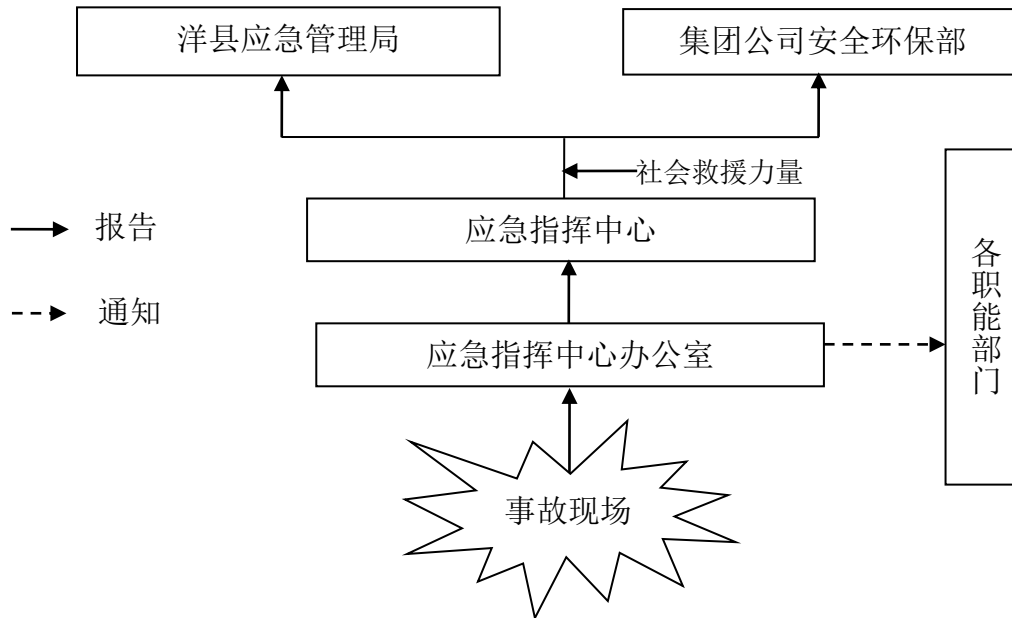 洋县应急管理局
集团公司安全环保部
社会救援力量
报告
应急指挥中心
通知
应急指挥中心办公室
各职能部门
事故现场